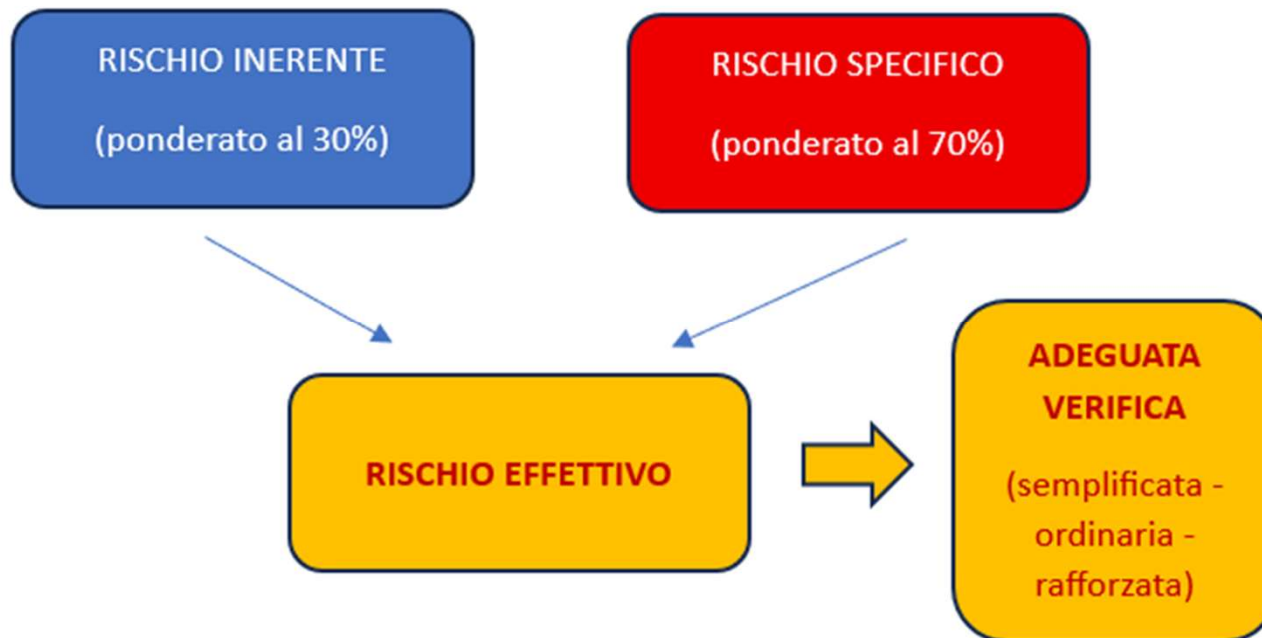 RISCHIO INERENTE
(ponderato al 30%)
RISCHIO SPECIFICO
(ponderato al 70%)
RISCHIO EFFETTIVO
ADEGUATA
VERIFICA
(semplificata -
ordinaria -
rafforzata)